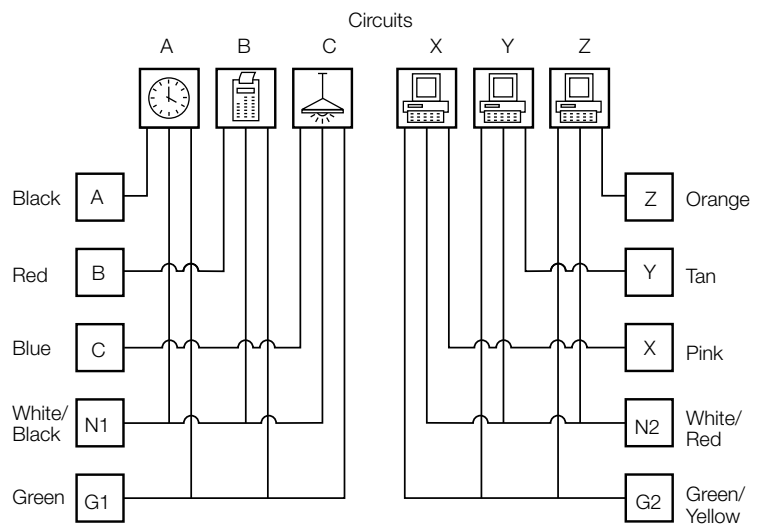 Circuits
A B C X Y Z
Black A Z Orange
Red B Y Tan
Blue C X Pink
White/
Black N1 N2 White/
Red
Green G1 G2 Green/
Yellow